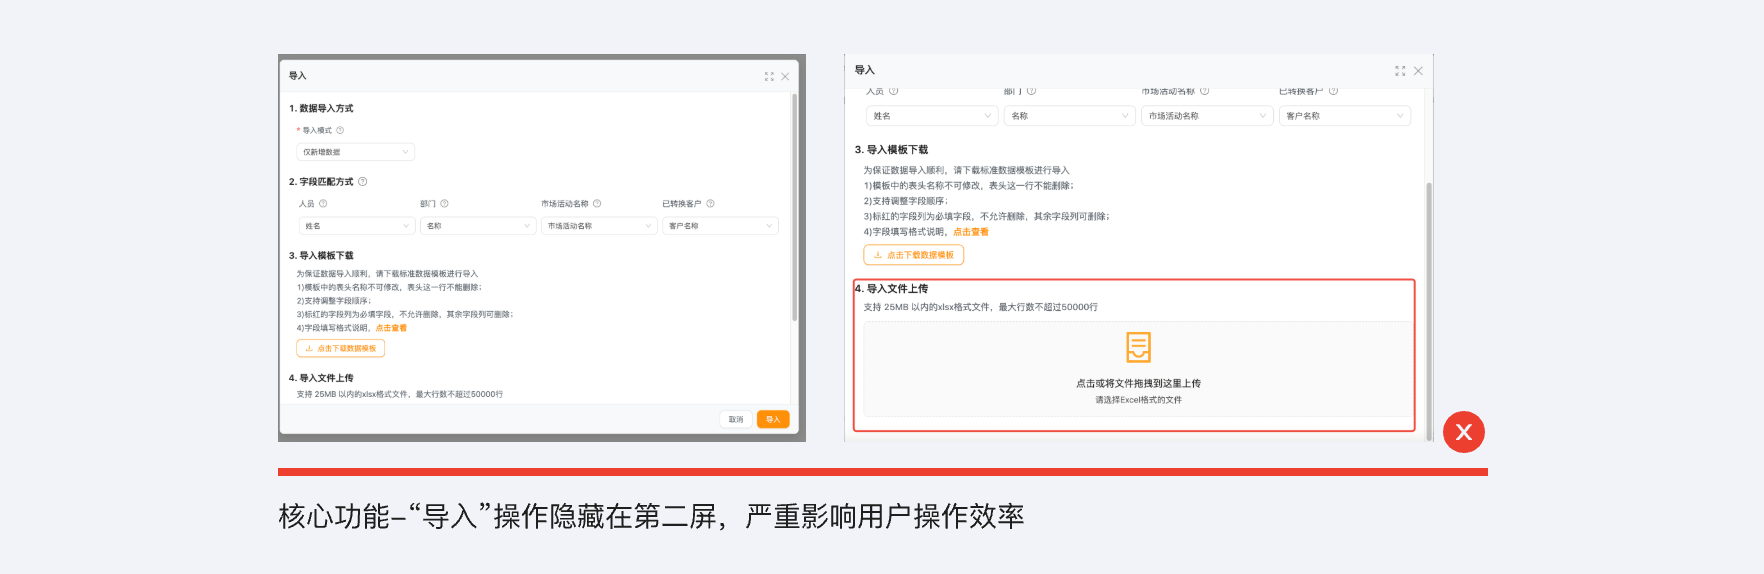 导入
1. 数据导入方式
* 导入模式
仅新增数据
2. 字段匹配方式
人员 部门 市场活动名称 已转换客户
姓名 名称 市场活动名称 客户名称
3. 导入模板下载
为保证数据导入顺利，请下载标准数据模板进行导入
1)模板中的表头名称不可修改，表头这一行不能删除；
2)支持调整字段顺序；
3)标红的字段列为必填字段，不允许删除，其余字段列可删除；
4)字段填写格式说明，点击查看
点击下载数据模板
4. 导入文件上传
支持 25MB 以内的xlsx格式文件，最大行数不超过50000行
取消 导入
导入
人员 部门 市场活动名称 已转换客户
姓名 名称 市场活动名称 客户名称
3. 导入模板下载
为保证数据导入顺利，请下载标准数据模板进行导入
1)模板中的表头名称不可修改，表头这一行不能删除；
2)支持调整字段顺序；
3)标红的字段列为必填字段，不允许删除，其余字段列可删除；
4)字段填写格式说明，点击查看
点击下载数据模板
4. 导入文件上传
支持 25MB 以内的xlsx格式文件，最大行数不超过50000行
点击或将文件拖拽到这里上传
请选择Excel格式的文件
X
核心功能–“导入”操作隐藏在第二屏，严重影响用户操作效率